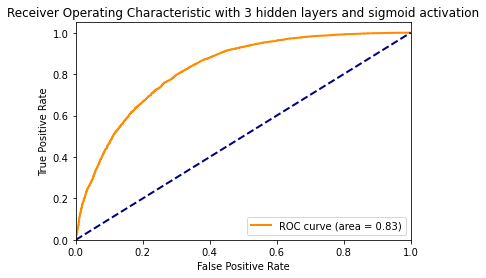 Receiver Operating Characteristic with 3 hidden layers and sigmoid activation
True Positive Rate
1.0
0.8
0.6
0.4
0.2
0.0
0.0 0.2 0.4 0.6 0.8 1.0
False Positive Rate
ROC curve (area = 0.83)